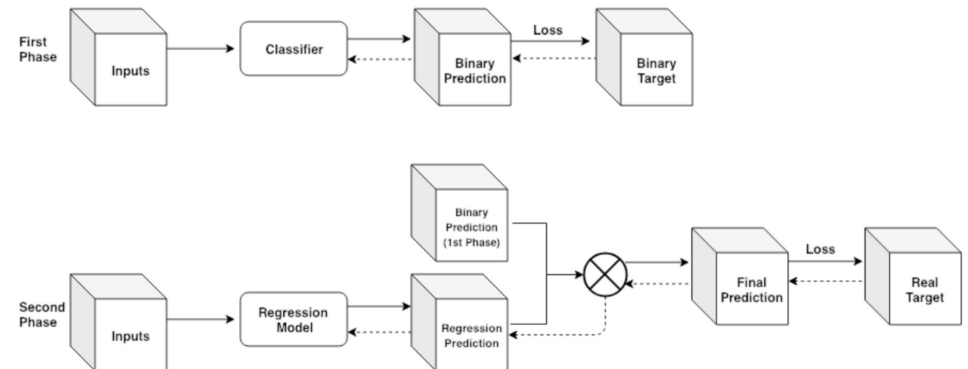 First
Phase
Inputs
Classifier
Binary
Prediction
Loss
Binary
Target
Binary
Prediction
(1st Phase)
Second
Phase
Inputs
Regression
Model
Regression
Prediction
Final
Prediction
Loss
Real
Target